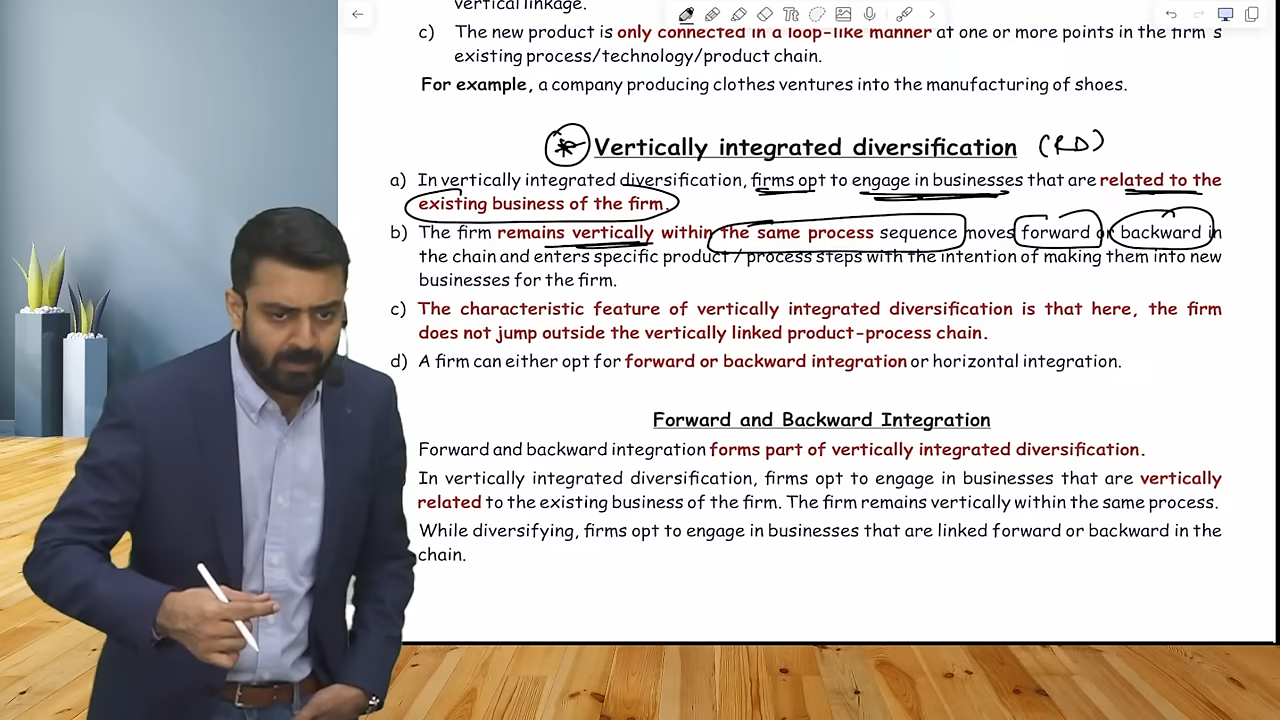 vertical linkage.
c) The new product is only connected in a loop-like manner at one or more points in the firm's
existing process/technology/product chain.
For example, a company producing clothes ventures into the manufacturing of shoes.
Vertically integrated diversification (RD)
a) In vertically integrated diversification, firms opt to engage in businesses that are related to the
existing business of the firm.
b) The firm remains vertically within the same process sequence moves forward or backward in
the chain and enters specific product / process steps with the intention of making them into new
businesses for the firm.
c) The characteristic feature of vertically integrated diversification is that here, the firm
does not jump outside the vertically linked product-process chain.
d) A firm can either opt for forward or backward integration or horizontal integration.
Forward and Backward Integration
Forward and backward integration forms part of vertically integrated diversification.
In vertically integrated diversification, firms opt to engage in businesses that are vertically
related to the existing business of the firm. The firm remains vertically within the same process.
While diversifying, firms opt to engage in businesses that are linked forward or backward in the
chain.